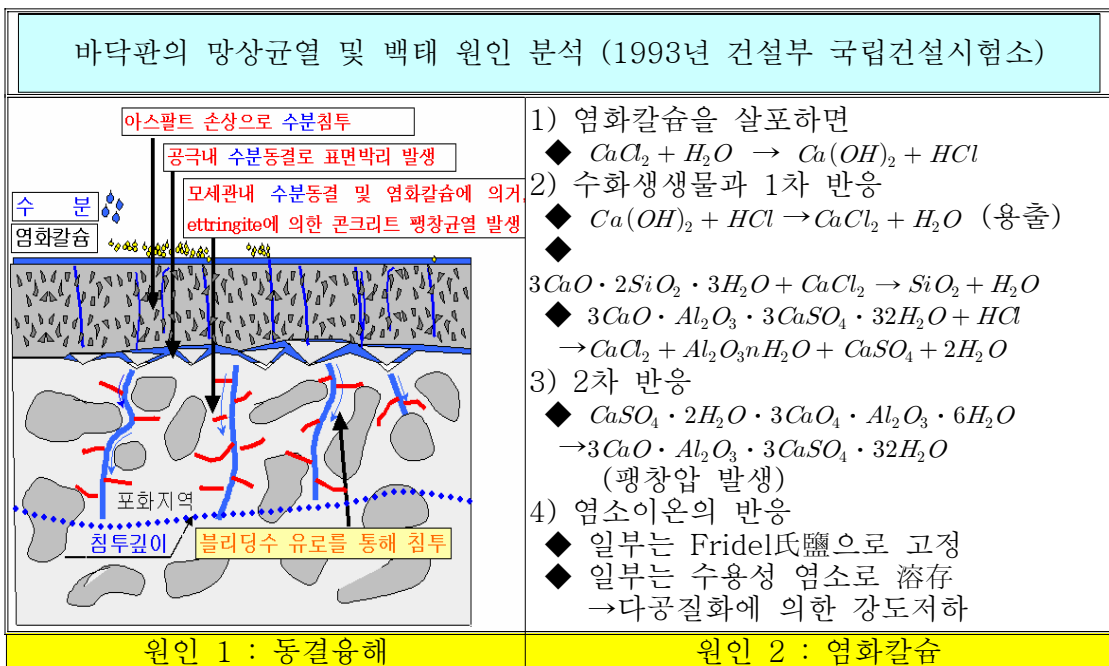 바닥판의 망상균열 및 백태 원인 분석 (1993년 건설부 국립건설시험소)
아스팔트 손상으로 수분침투
공극내 수분동결로 표면박리 발생
모세관내 수분동결 및 염화칼슘에 의거,
ettringite에 의한 콘크리트 팽창균열 발생
수 분
염화칼슘
포화지역
침투깊이
블리딩수 유로를 통해 침투
원인 1 : 동결융해
1) 염화칼슘을 살포하면
◆ CaCl₂ + H₂O → Ca(OH)₂ + HCl
2) 수화생생물과 1차 반응
◆ Ca(OH)₂ + HCl → CaCl₂ + H₂O (용출)
◆
3CaO · 2SiO₂ · 3H₂O + CaCl₂ → SiO₂ + H₂O
◆ 3CaO · Al₂O₃ · 3CaSO₄ · 32H₂O + HCl
→ CaCl₂ + Al₂O₃nH₂O + CaSO₄ + 2H₂O
3) 2차 반응
◆ CaSO₄ · 2H₂O · 3CaO₄ · Al₂O₃ · 6H₂O
→ 3CaO · Al₂O₃ · 3CaSO₄ · 32H₂O
(팽창압 발생)
4) 염소이온의 반응
◆ 일부는 Fridel氏鹽으로 고정
◆ 일부는 수용성 염소로 溶存
→다공질화에 의한 강도저하
원인 2 : 염화칼슘